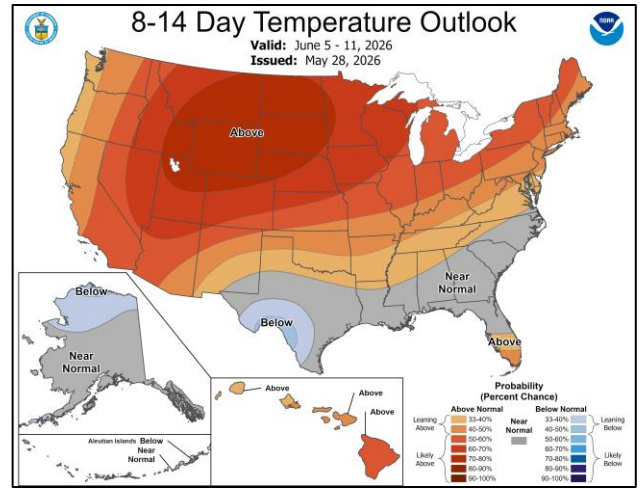 8-14 Day Temperature Outlook
Valid: June 5 - 11, 2026
Issued: May 28, 2026
NOAA
Above
Near
Normal
Below
Above
Below
Near
Normal
Aleutian Islands
Below
Near
Normal
Above
Above
Above
Above
Probability
(Percent Chance)
Above Normal
Below Normal
Leaning
Above
33-40%
40-50%
Near
Normal
33-40%
40-50%
Leaning
Below
Likely
Above
50-60%
60-70%
70-80%
80-90%
90-100%
50-60%
60-70%
70-80%
80-90%
90-100%
Likely
Below